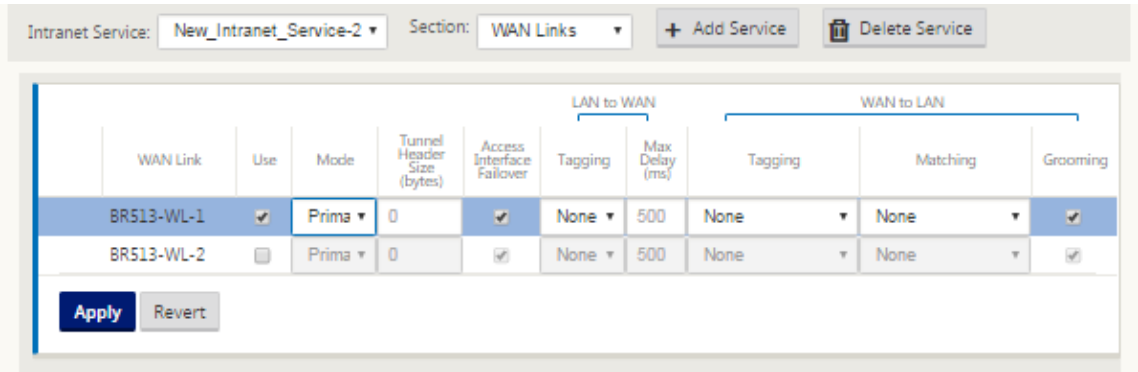 Intranet Service: New_Intranet_Service-2 Section: WAN Links + Add Service Delete Service
LAN to WAN WAN to LAN
WAN Link Use Mode Tunnel Header Size (bytes) Access Interface Failover Tagging Max Delay (ms) Tagging Matching Grooming
BR513-WL-1 Prima 0 None 500 None None
BR513-WL-2 Prima 0 None 500 None None
Apply Revert